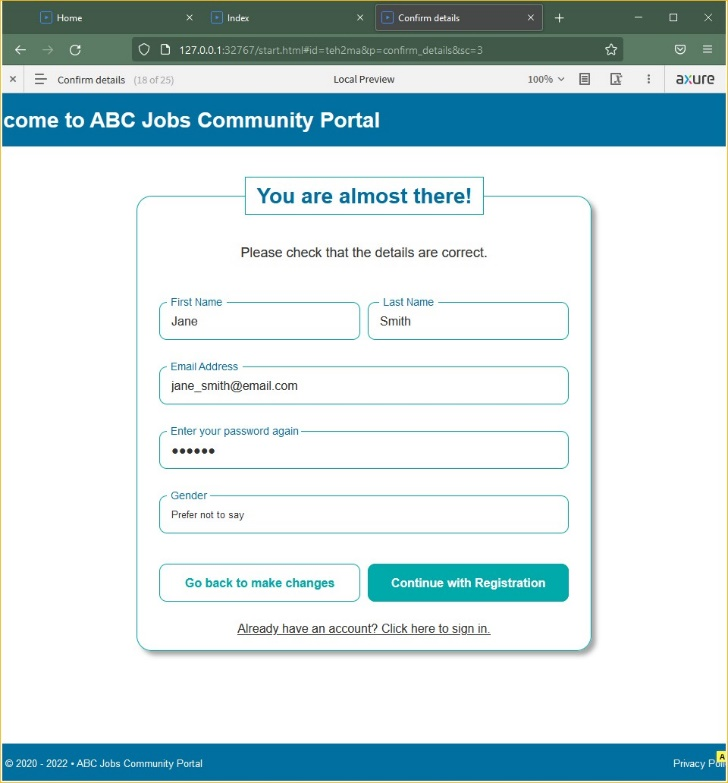 Home
Index
Confirm details
127.0.0.1:32767/start.html#id=teh2ma&p=confirm_details&sc=3
Confirm details (18 of 25)
Local Preview
100%
axure
come to ABC Jobs Community Portal
You are almost there!
Please check that the details are correct.
First Name
Last Name
Jane
Smith
Email Address
jane_smith@email.com
Enter your password again
••••••
Gender
Prefer not to say
Go back to make changes
Continue with Registration
Already have an account? Click here to sign in.
© 2020 - 2022 • ABC Jobs Community Portal
Privacy
A